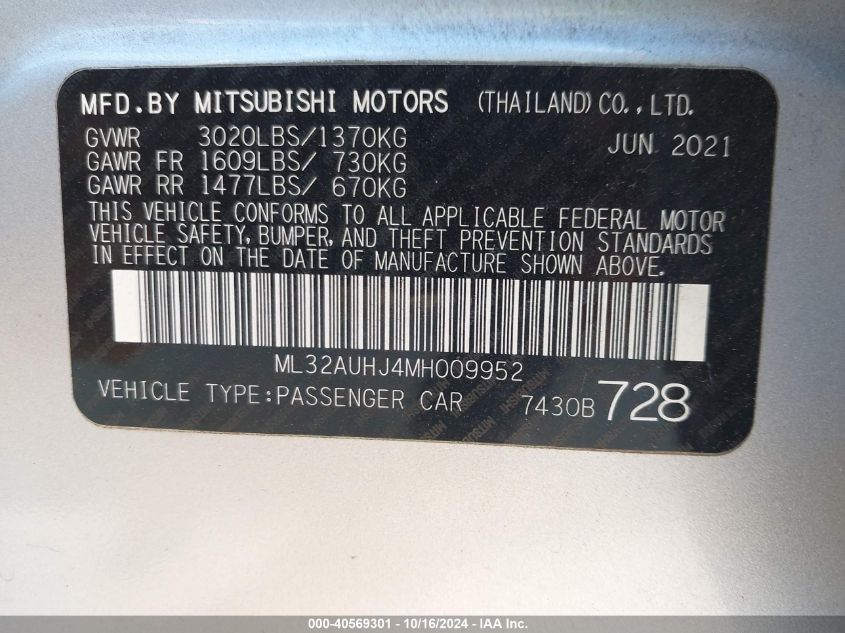 MFD.BY MITSUBISHI MOTORS (THAILAND)CO.,LTD.
GVWR 3020LBS/1370KG JUN 2021
GAWR FR 1609LBS/ 730KG
GAWR RR 1477LBS/ 670KG
THIS VEHICLE CONFORMS TO ALL APPLICABLE FEDERAL MOTOR
VEHICLE SAFETY, BUMPER, AND THEFT PREVENTION STANDARDS
IN EFFECT ON THE DATE OF MANUFACTURE SHOWN ABOVE.
ML32AUHJ4MH009952
VEHICLE TYPE:PASSENGER CAR 7430B 728
000-40569301 - 10/16/2024 - IAA Inc.